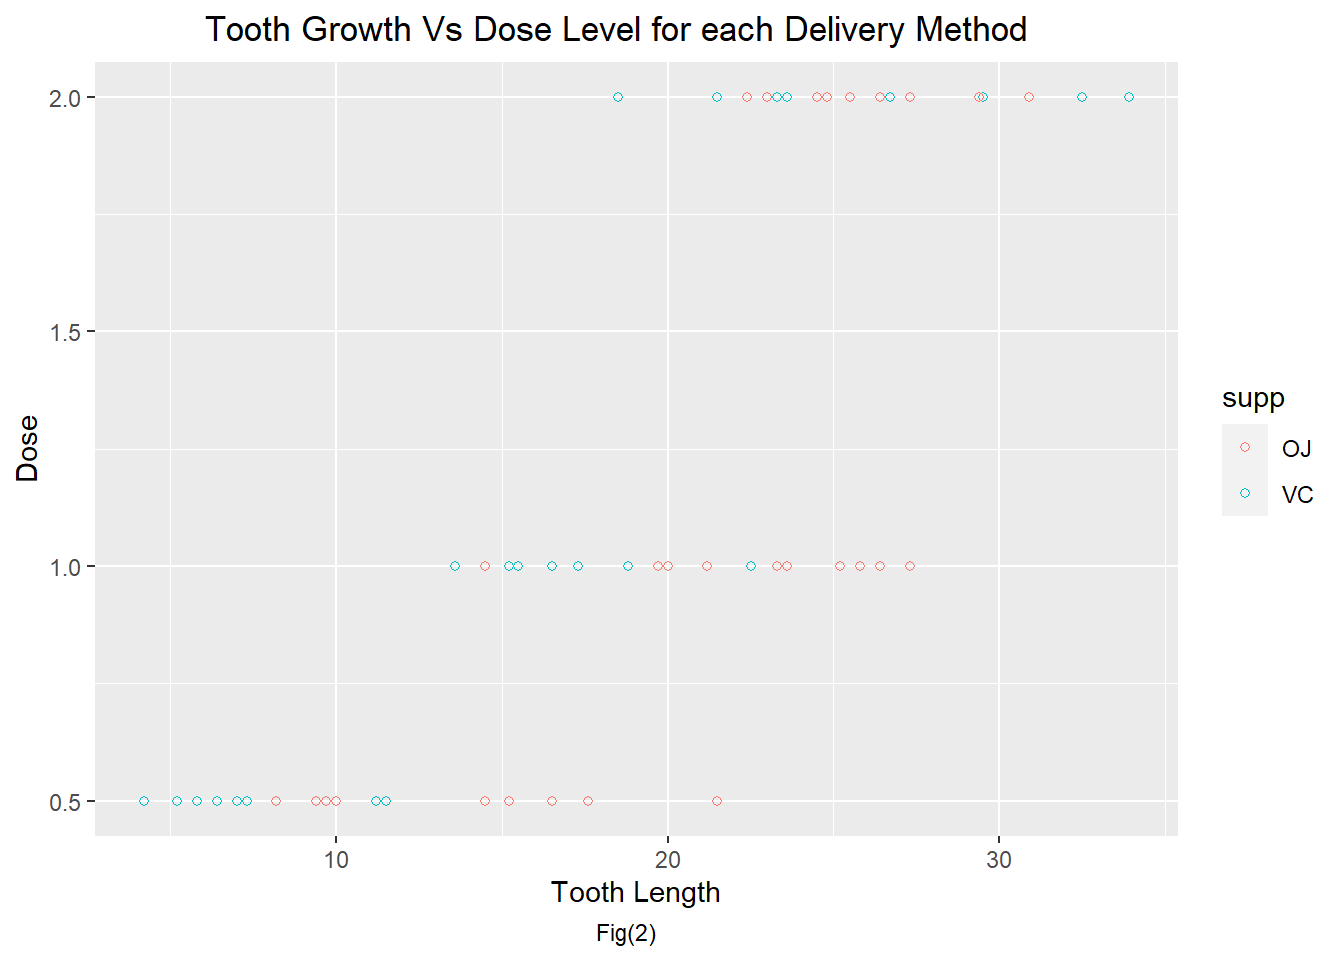 Tooth Growth Vs Dose Level for each Delivery Method
2.0
1.5
1.0
0.5
Dose
10 20 30
Tooth Length
Fig(2)
supp
OJ
VC